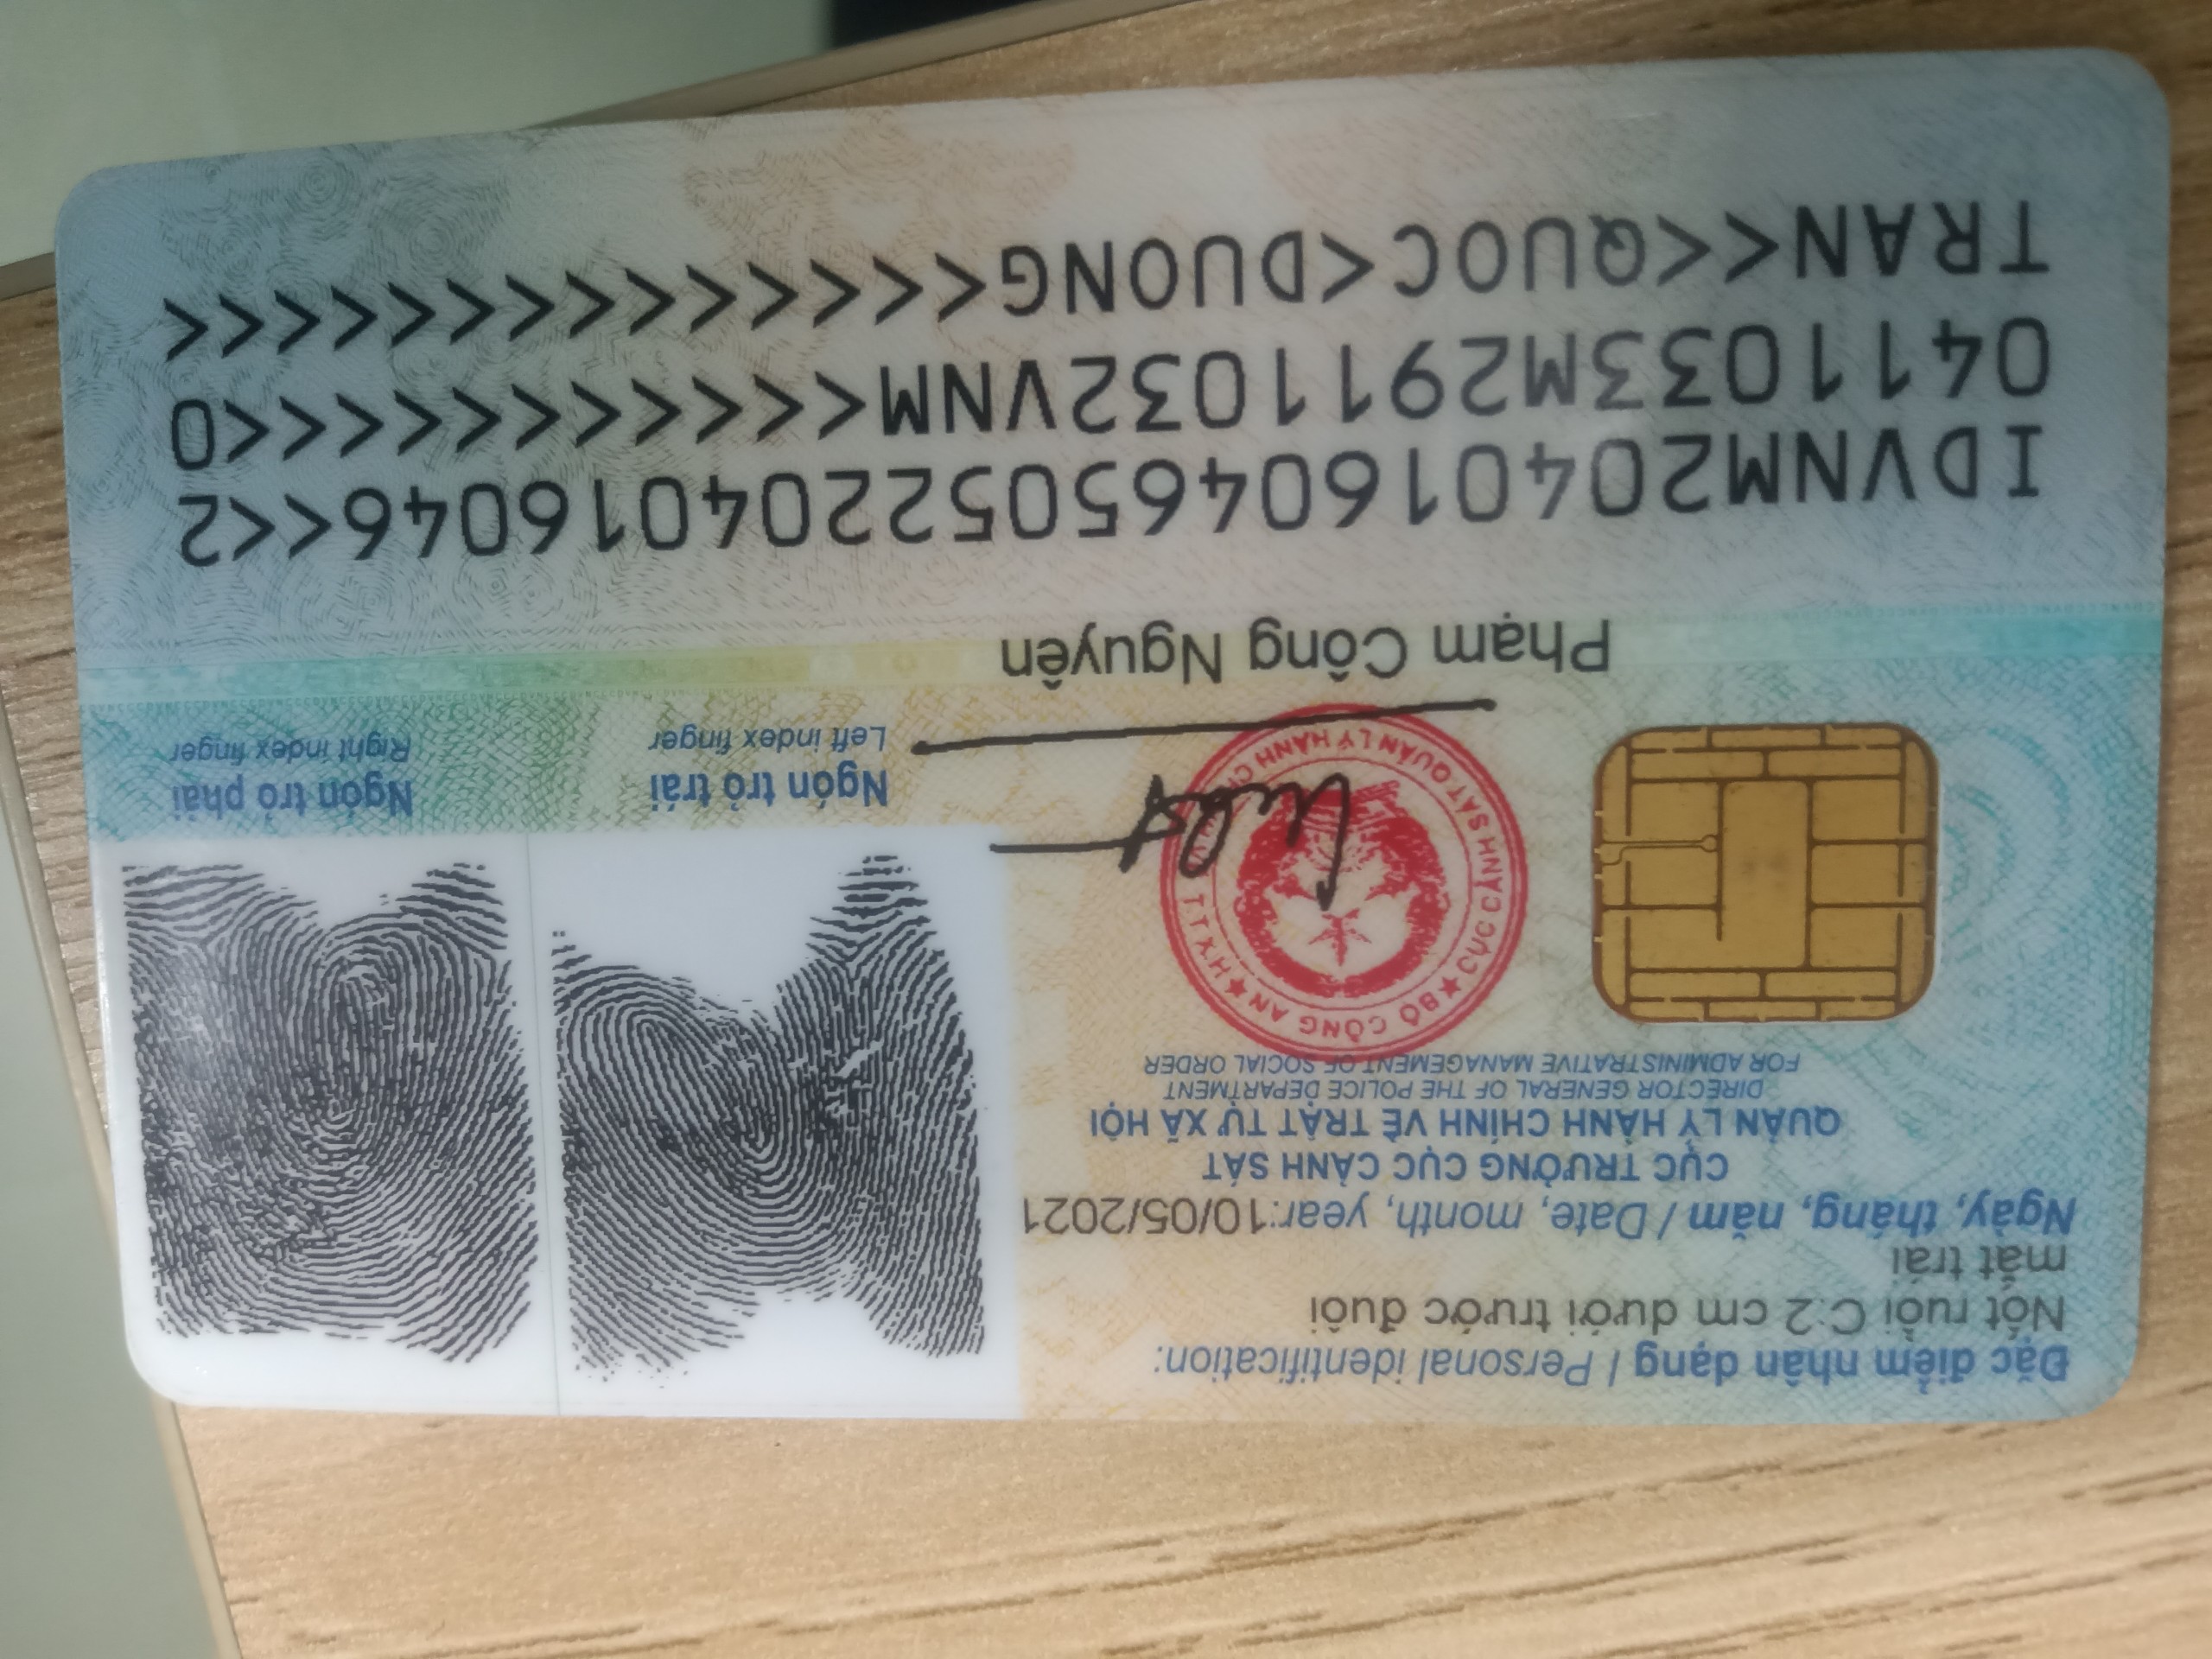 Đặc điểm nhân dạng / Personal identification:
Nốt ruồi C:2 cm dưới trước đuôi
mắt trái
Ngày, tháng, năm / Date, month, year:10/05/2021
CỤC TRƯỞNG CỤC CẢNH SÁT
QUẢN LÝ HÀNH CHÍNH VỀ TRẬT TỰ XÃ HỘI
DIRECTOR GENERAL OF THE POLICE DEPARTMENT
FOR ADMINISTRATIVE MANAGEMENT OF SOCIAL ORDER
BỘ CÔNG AN
CỤC CẢNH SÁT QUẢN LÝ HÀNH
TTXH
Phạm Công Nguyên
Ngón trỏ trái
Left index finger
Ngón trỏ phải
Right index finger
IDVNM2040160465052204016046<<2
0411033M2911032VNM<<<<<<<<<<<0
TRAN<<QUOC<DUONG<<<<<<<<<<<<<<